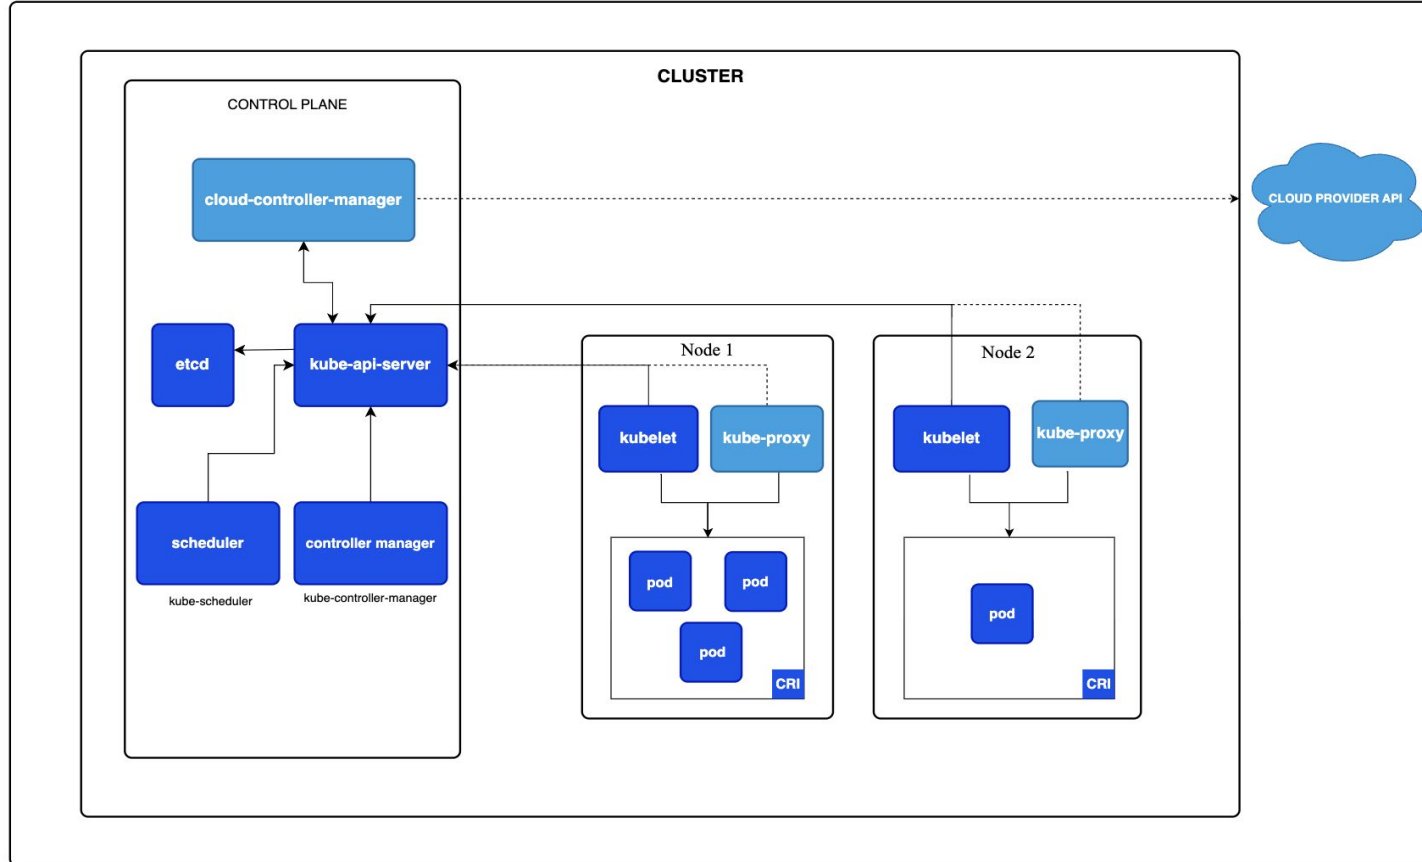 CLUSTER
CONTROL PLANE
cloud-controller-manager
CLOUD PROVIDER API
etcd
kube-api-server
scheduler
controller manager
kube-scheduler
kube-controller-manager
Node 1
kubelet
kube-proxy
pod
pod
pod
CRI
Node 2
kubelet
kube-proxy
pod
CRI